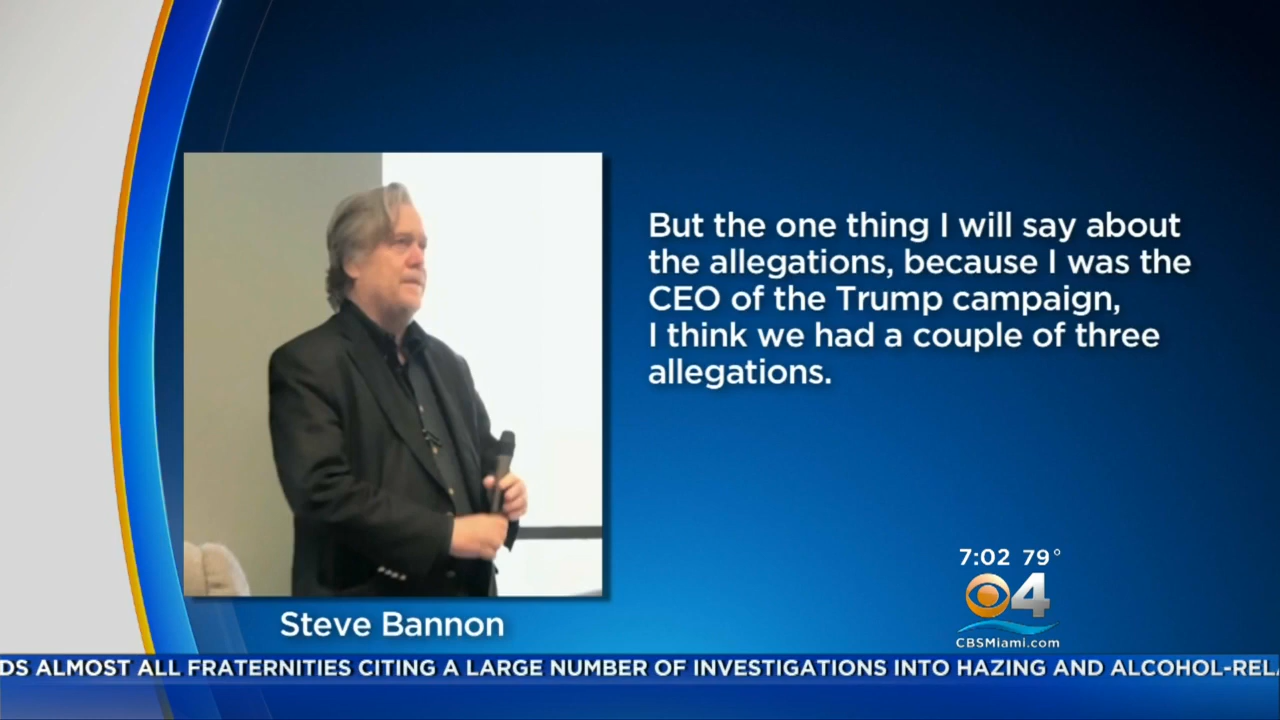 But the one thing I will say about
the allegations, because I was the
CEO of the Trump campaign,
I think we had a couple of three
allegations.
Steve Bannon
7:02 79°
4
CBSMiami.com
DS ALMOST ALL FRATERNITIES CITING A LARGE NUMBER OF INVESTIGATIONS INTO HAZING AND ALCOHOL-REL